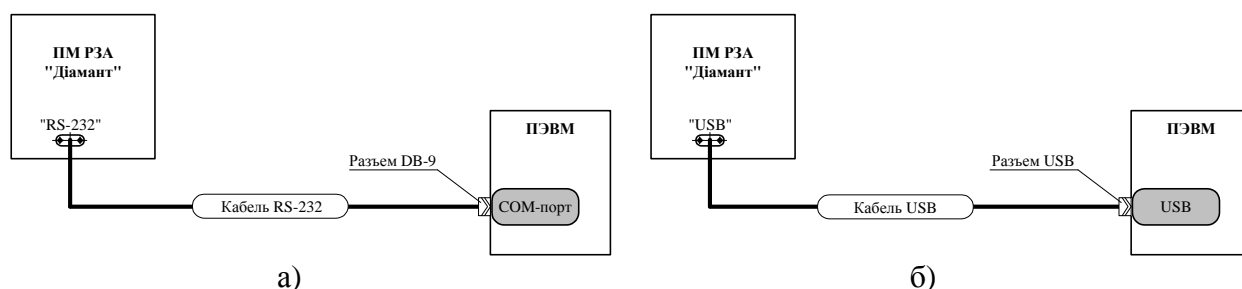 ПМ РЗА
"Діамант"
"RS-232"
ПЭВМ
Разъем DB-9
Кабель RS-232
COM-порт
а)
ПМ РЗА
"Діамант"
"USB"
ПЭВМ
Разъем USB
Кабель USB
USB
б)